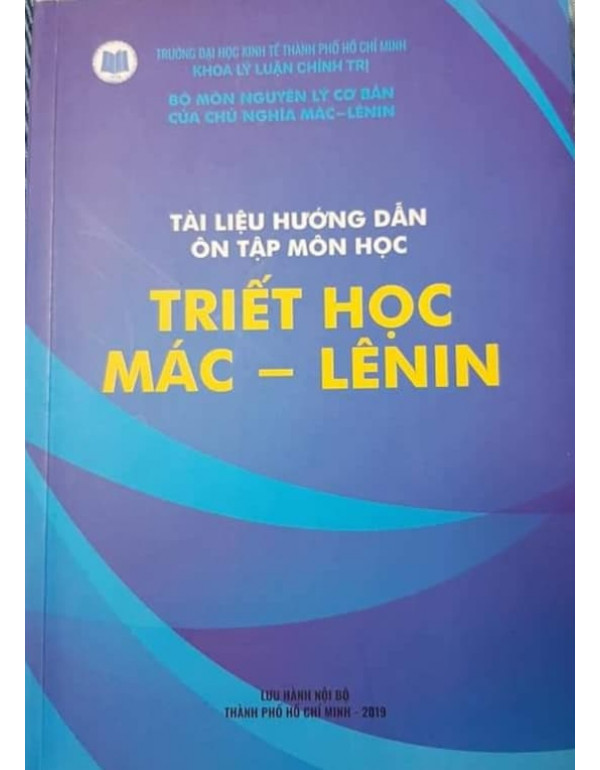 TRƯỜNG ĐẠI HỌC KINH TẾ THÀNH PHỐ HỒ CHÍ MINH
KHOA LÝ LUẬN CHÍNH TRỊ
BỘ MÔN NGUYÊN LÝ CƠ BẢN
CỦA CHỦ NGHĨA MÁC–LÊNIN
TÀI LIỆU HƯỚNG DẪN
ÔN TẬP MÔN HỌC
TRIẾT HỌC
MÁC – LÊNIN
LƯU HÀNH NỘI BỘ
THÀNH PHỐ HỒ CHÍ MINH - 2019